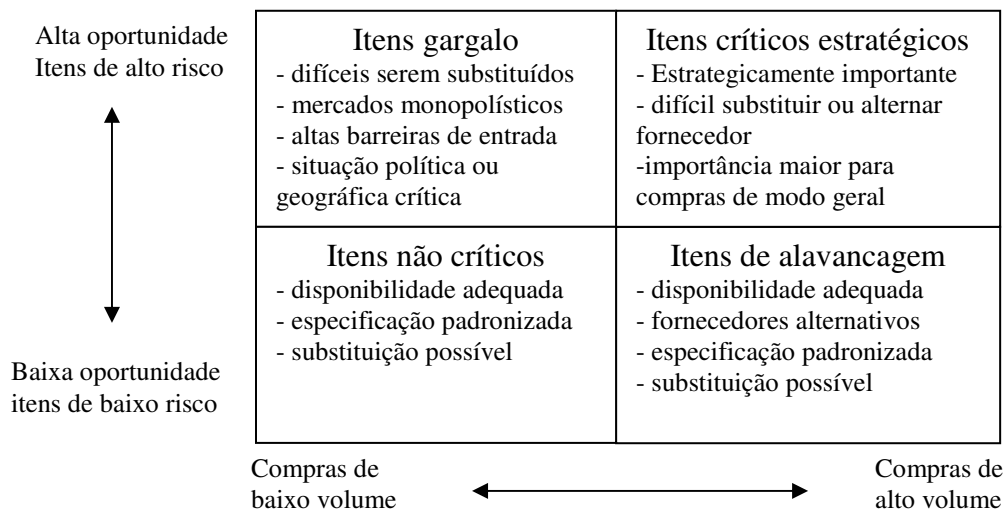 Alta oportunidade
Itens de alto risco
Itens gargalo
- difíceis serem substituídos
- mercados monopolísticos
- altas barreiras de entrada
- situação política ou
geográfica crítica
Itens críticos estratégicos
- Estrategicamente importante
- difícil substituir ou alternar
fornecedor
-importância maior para
compras de modo geral
Baixa oportunidade
itens de baixo risco
Itens não críticos
- disponibilidade adequada
- especificação padronizada
- substituição possível
Itens de alavancagem
- disponibilidade adequada
- fornecedores alternativos
- especificação padronizada
- substituição possível
Compras de
baixo volume
Compras de
alto volume